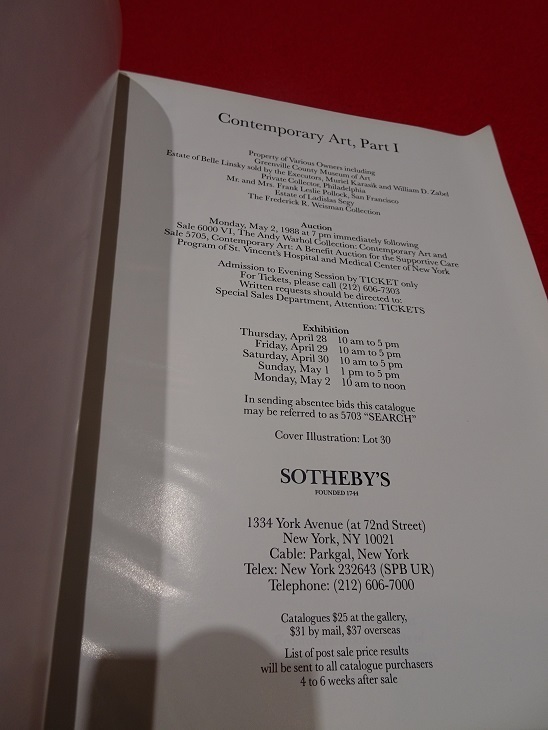 Contemporary Art, Part I
Property of Various Owners including
Greenville County Museum of Art
Estate of Belle Linsky sold by the Executors, Muriel Karasik and William D. Zabel
Private Collector, Philadelphia
Mr. and Mrs. Frank Leslie Pollock, San Francisco
Estate of Ladislas Segy
The Frederick R. Weisman Collection
Auction
Monday, May 2, 1988 at 7 pm immediately following
Sale 6000 VI, The Andy Warhol Collection: Contemporary Art and
Sale 5705, Contemporary Art: A Benefit Auction for the Supportive Care
Program of St. Vincent's Hospital and Medical Center of New York
Admission to Evening Session by TICKET only
For Tickets, please call (212) 606-7303
Written requests should be directed to:
Special Sales Department, Attention: TICKETS
Exhibition
Thursday, April 28 10 am to 5 pm
Friday, April 29 10 am to 5 pm
Saturday, April 30 10 am to 5 pm
Sunday, May 1 1 pm to 5 pm
Monday, May 2 10 am to noon
In sending absentee bids this catalogue
may be referred to as 5703 "SEARCH"
Cover Illustration: Lot 30
SOTHEBY'S
FOUNDED 1744
1334 York Avenue (at 72nd Street)
New York, NY 10021
Cable: Parkgal, New York
Telex: New York 232643 (SPB UR)
Telephone: (212) 606-7000
Catalogues $25 at the gallery,
$31 by mail, $37 overseas
List of post sale price results
will be sent to all catalogue purchasers
4 to 6 weeks after sale